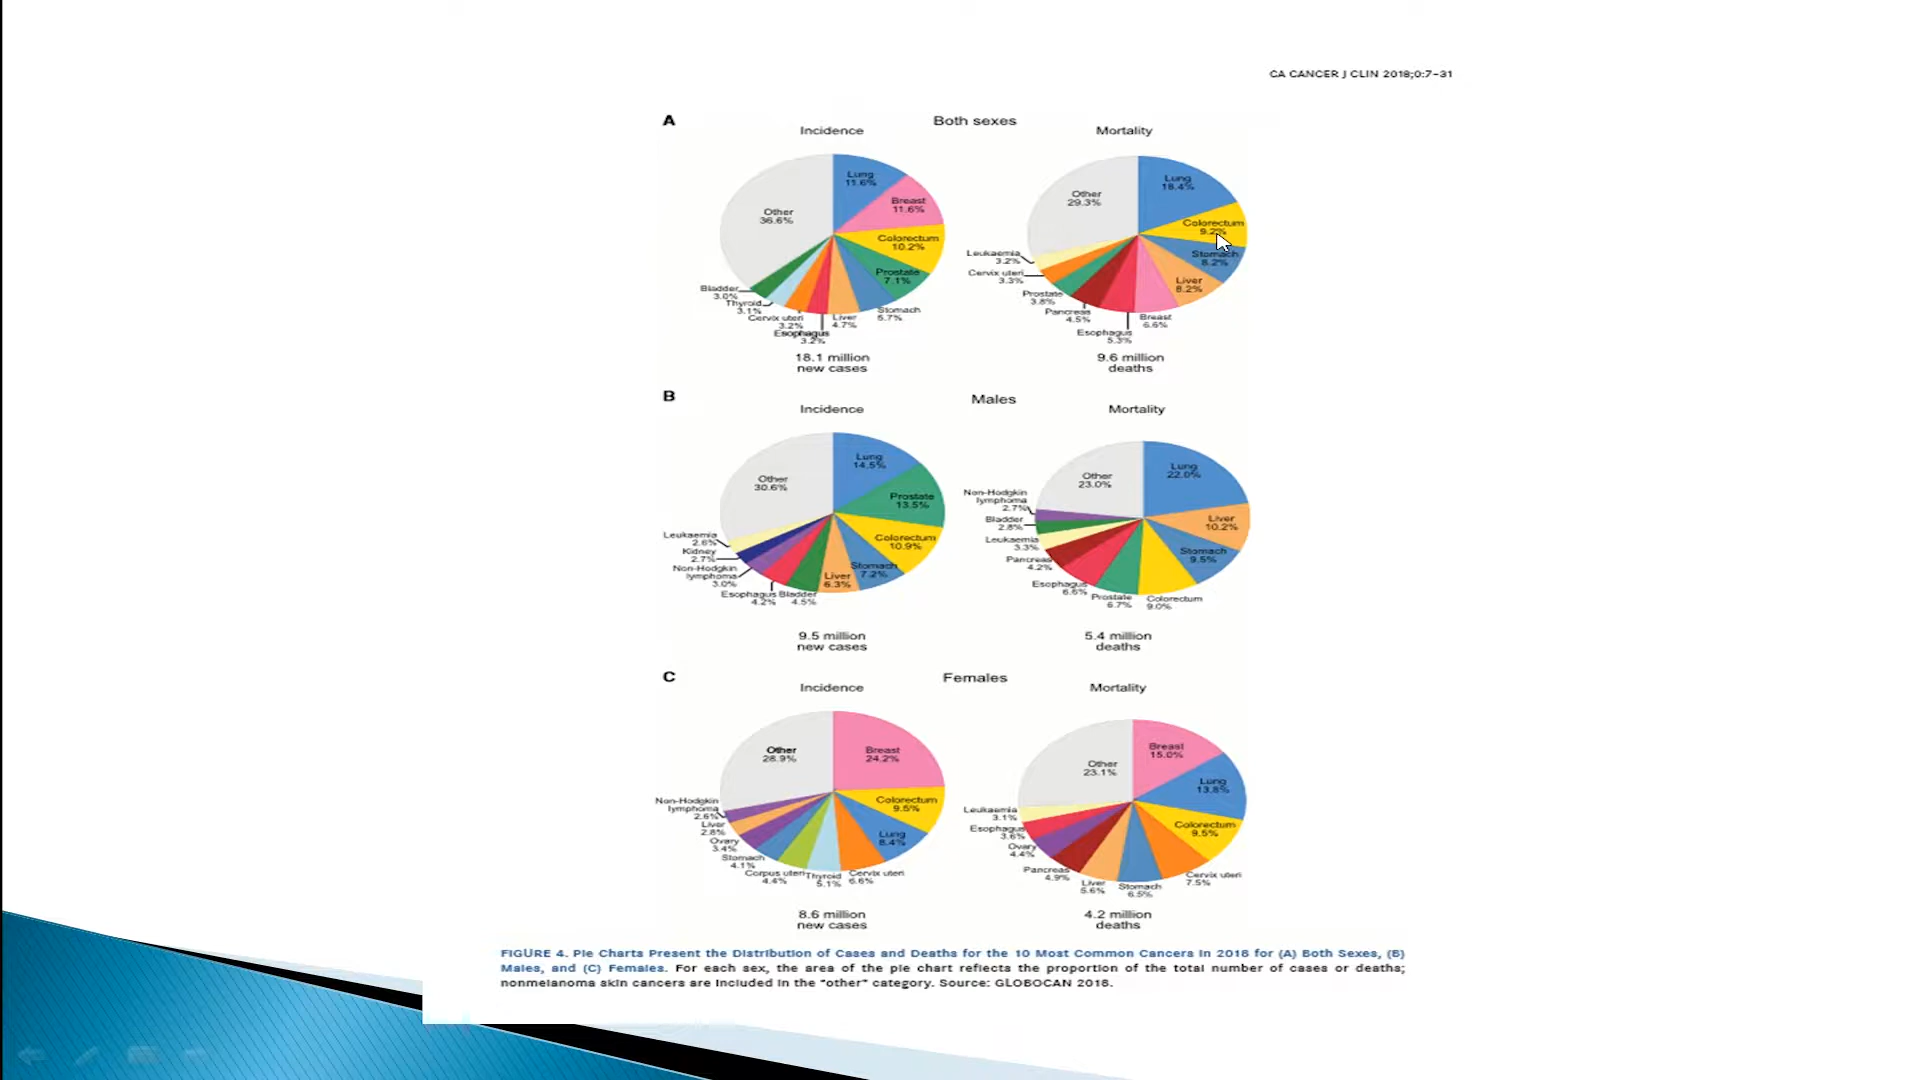 CA CANCER J CLIN 2018;0:7–31
A
Both sexes
Incidence
Mortality
Lung
11.6%
Breast
11.6%
Colorectum
10.2%
Prostate
7.1%
Stomach
5.7%
Liver
4.7%
Esophagus
3.2%
Cervix uteri
3.2%
Thyroid
3.1%
Bladder
3.0%
Other
36.6%
18.1 million
new cases
Lung
18.4%
Colorectum
9.2%
Stomach
8.2%
Liver
8.2%
Breast
6.6%
Esophagus
5.3%
Pancreas
4.5%
Prostate
3.8%
Cervix uteri
3.3%
Leukaemia
3.2%
Other
29.3%
9.6 million
deaths
B
Males
Incidence
Mortality
Lung
14.5%
Prostate
13.5%
Colorectum
10.9%
Stomach
7.2%
Liver
6.3%
Bladder
4.5%
Esophagus
4.2%
Non-Hodgkin
lymphoma
3.0%
Kidney
2.7%
Leukaemia
2.6%
Other
30.6%
9.5 million
new cases
Lung
22.0%
Liver
10.2%
Stomach
9.5%
Colorectum
9.0%
Prostate
6.7%
Esophagus
6.6%
Pancreas
4.2%
Leukaemia
3.3%
Bladder
2.8%
Non-Hodgkin
lymphoma
2.7%
Other
23.0%
5.4 million
deaths
C
Females
Incidence
Mortality
Breast
24.2%
Colorectum
9.5%
Lung
8.4%
Cervix uteri
6.6%
Thyroid
5.1%
Corpus uteri
4.4%
Stomach
4.1%
Ovary
3.4%
Liver
2.8%
Non-Hodgkin
lymphoma
2.6%
Other
28.9%
8.6 million
new cases
Breast
15.0%
Lung
13.8%
Colorectum
9.5%
Cervix uteri
7.5%
Stomach
6.5%
Liver
5.6%
Pancreas
4.9%
Ovary
4.4%
Esophagus
3.6%
Leukaemia
3.1%
Other
23.1%
4.2 million
deaths
FIGURE 4. Pie Charts Present the Distribution of Cases and Deaths for the 10 Most Common Cancers in 2018 for (A) Both Sexes, (B)
Males, and (C) Females. For each sex, the area of the pie chart reflects the proportion of the total number of cases or deaths;
nonmelanoma skin cancers are included in the "other" category. Source: GLOBOCAN 2018.